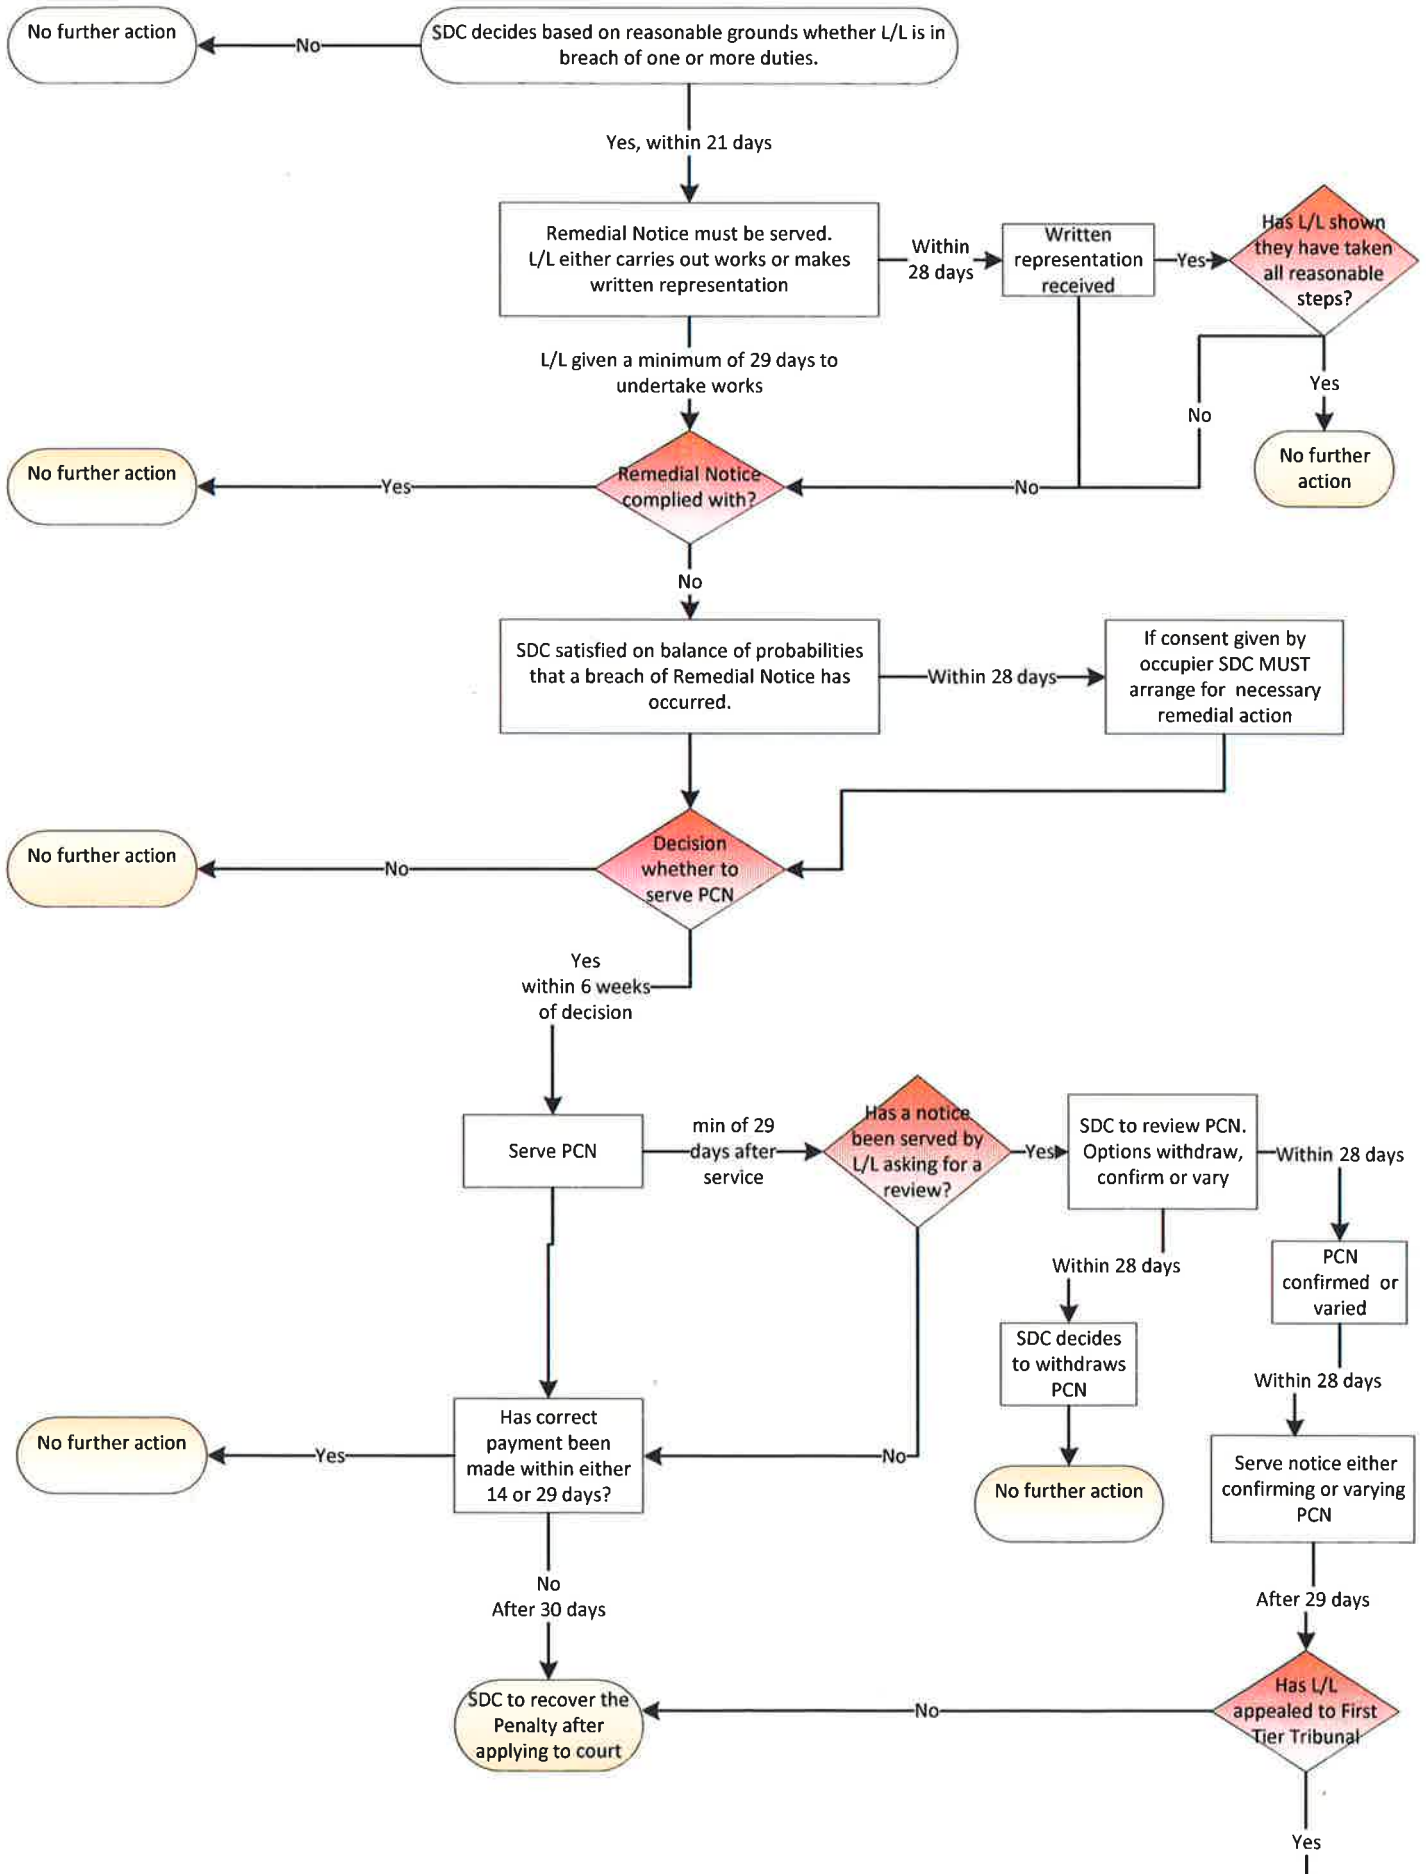 No further action
No
SDC decides based on reasonable grounds whether L/L is in
breach of one or more duties.
Yes, within 21 days
Remedial Notice must be served.
L/L either carries out works or makes
written representation
Within
28 days
Written
representation
received
Yes
Has L/L shown
they have taken
all reasonable
steps?
L/L given a minimum of 29 days to
undertake works
Yes
No
No further
action
No further action
Yes
Remedial Notice
complied with?
No
No
SDC satisfied on balance of probabilities
that a breach of Remedial Notice has
occurred.
Within 28 days
If consent given by
occupier SDC MUST
arrange for necessary
remedial action
No further action
No
Decision
whether to
serve PCN
Yes
within 6 weeks
of decision
Serve PCN
min of 29
days after
service
Has a notice
been served by
L/L asking for a
review?
Yes
SDC to review PCN.
Options withdraw,
confirm or vary
Within 28 days
Within 28 days
PCN
confirmed or
varied
SDC decides
to withdraws
PCN
Within 28 days
No further action
Yes
Has correct
payment been
made within either
14 or 29 days?
No
No further action
Serve notice either
confirming or varying
PCN
No
After 30 days
After 29 days
SDC to recover the
Penalty after
applying to court
No
Has L/L
appealed to First
Tier Tribunal
Yes